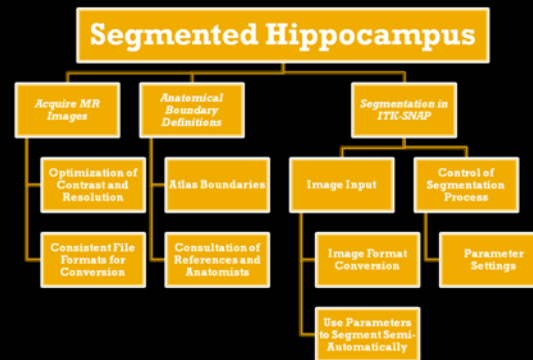 Segmented Hippocampus
Acquire MR
Images
Anatomical
Boundary
Definitions
Segmentation in
ITK-SNAP
Optimization of
Contrast and
Resolution
Atlas Boundaries
Image Input
Control of
Segmentation
Process
Consistent File
Formats for
Conversion
Consultation of
References and
Anatomists
Image Format
Conversion
Parameter
Settings
Use Parameters
to Segment Semi-
Automatically